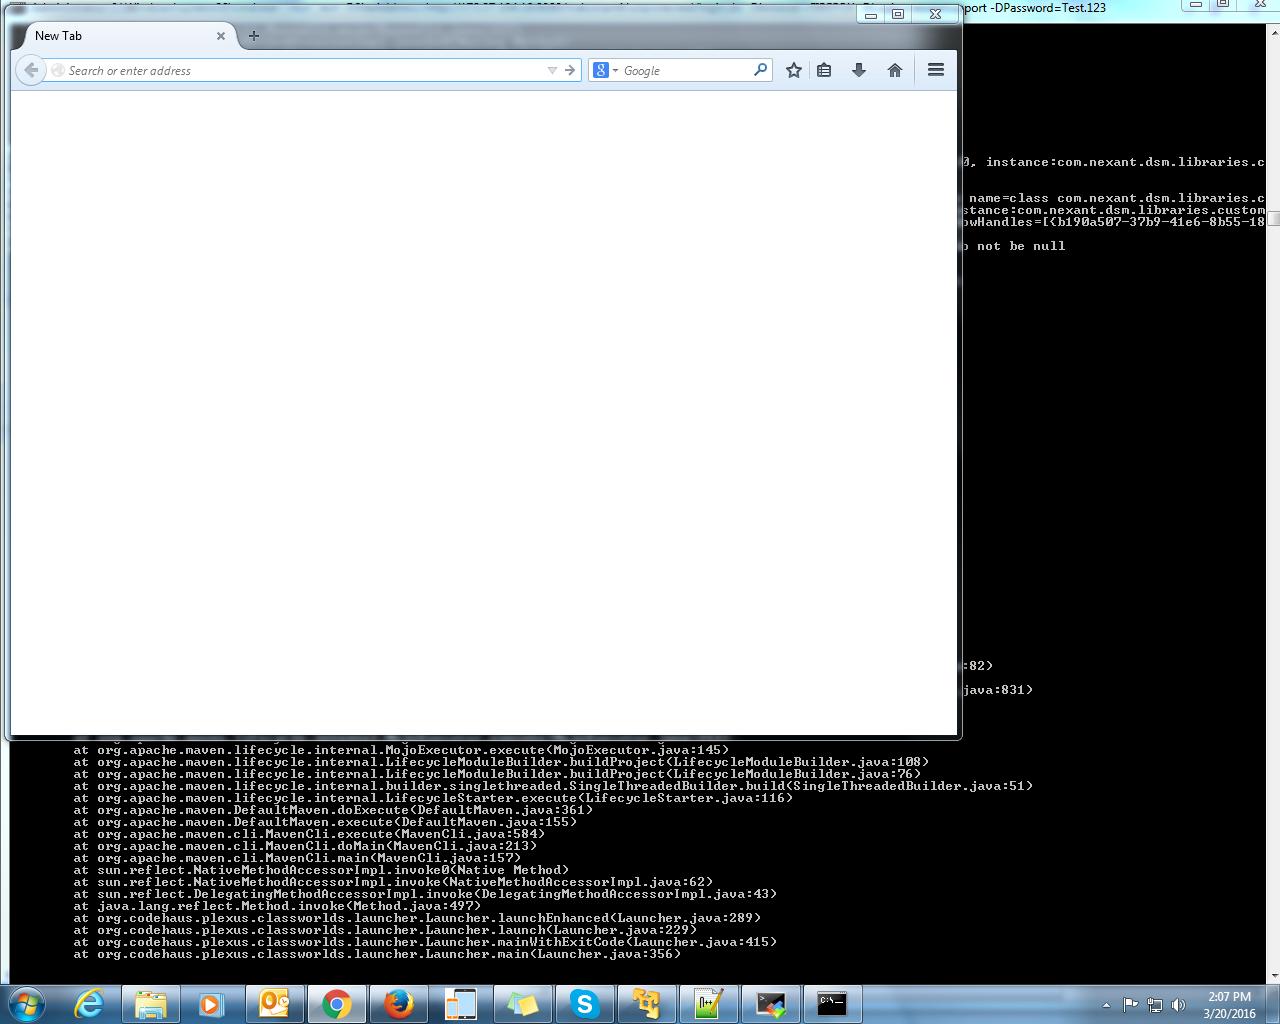 port -DPassword=Test.123
New Tab
Search or enter address
Google
0, instance:com.nexant.dsm.libraries.c
name=class com.nexant.dsm.libraries.c
stance:com.nexant.dsm.libraries.custom
owHandles=[{b190a507-37b9-41e6-8b55-18
o not be null
:82)
java:831)
at org.apache.maven.lifecycle.internal.MojoExecutor.execute(MojoExecutor.java:145)
at org.apache.maven.lifecycle.internal.LifecycleModuleBuilder.buildProject(LifecycleModuleBuilder.java:108)
at org.apache.maven.lifecycle.internal.LifecycleModuleBuilder.buildProject(LifecycleModuleBuilder.java:76)
at org.apache.maven.lifecycle.internal.builder.singlethreaded.SingleThreadedBuilder.build(SingleThreadedBuilder.java:51)
at org.apache.maven.lifecycle.internal.LifecycleStarter.execute(LifecycleStarter.java:116)
at org.apache.maven.DefaultMaven.doExecute(DefaultMaven.java:361)
at org.apache.maven.DefaultMaven.execute(DefaultMaven.java:155)
at org.apache.maven.cli.MavenCli.execute(MavenCli.java:584)
at org.apache.maven.cli.MavenCli.doMain(MavenCli.java:213)
at org.apache.maven.cli.MavenCli.main(MavenCli.java:157)
at sun.reflect.NativeMethodAccessorImpl.invoke0(Native Method)
at sun.reflect.NativeMethodAccessorImpl.invoke(NativeMethodAccessorImpl.java:62)
at sun.reflect.DelegatingMethodAccessorImpl.invoke(DelegatingMethodAccessorImpl.java:43)
at java.lang.reflect.Method.invoke(Method.java:497)
at org.codehaus.plexus.classworlds.launcher.Launcher.launchEnhanced(Launcher.java:289)
at org.codehaus.plexus.classworlds.launcher.Launcher.launch(Launcher.java:229)
at org.codehaus.plexus.classworlds.launcher.Launcher.mainWithExitCode(Launcher.java:415)
at org.codehaus.plexus.classworlds.launcher.Launcher.main(Launcher.java:356)
2:07 PM
3/20/2016